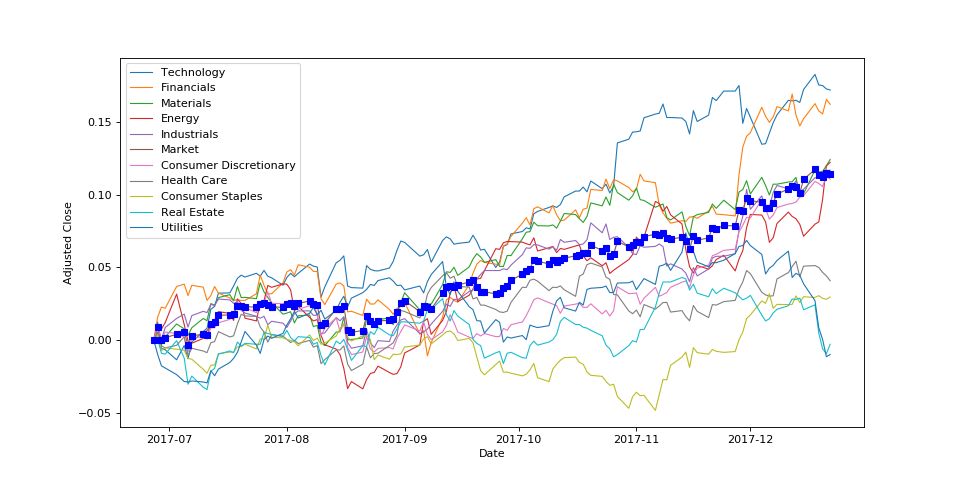 Technology
Financials
Materials
Energy
Industrials
Market
Consumer Discretionary
Health Care
Consumer Staples
Real Estate
Utilities
0.15
0.10
0.05
0.00
−0.05
Adjusted Close
2017-07 2017-08 2017-09 2017-10 2017-11 2017-12
Date